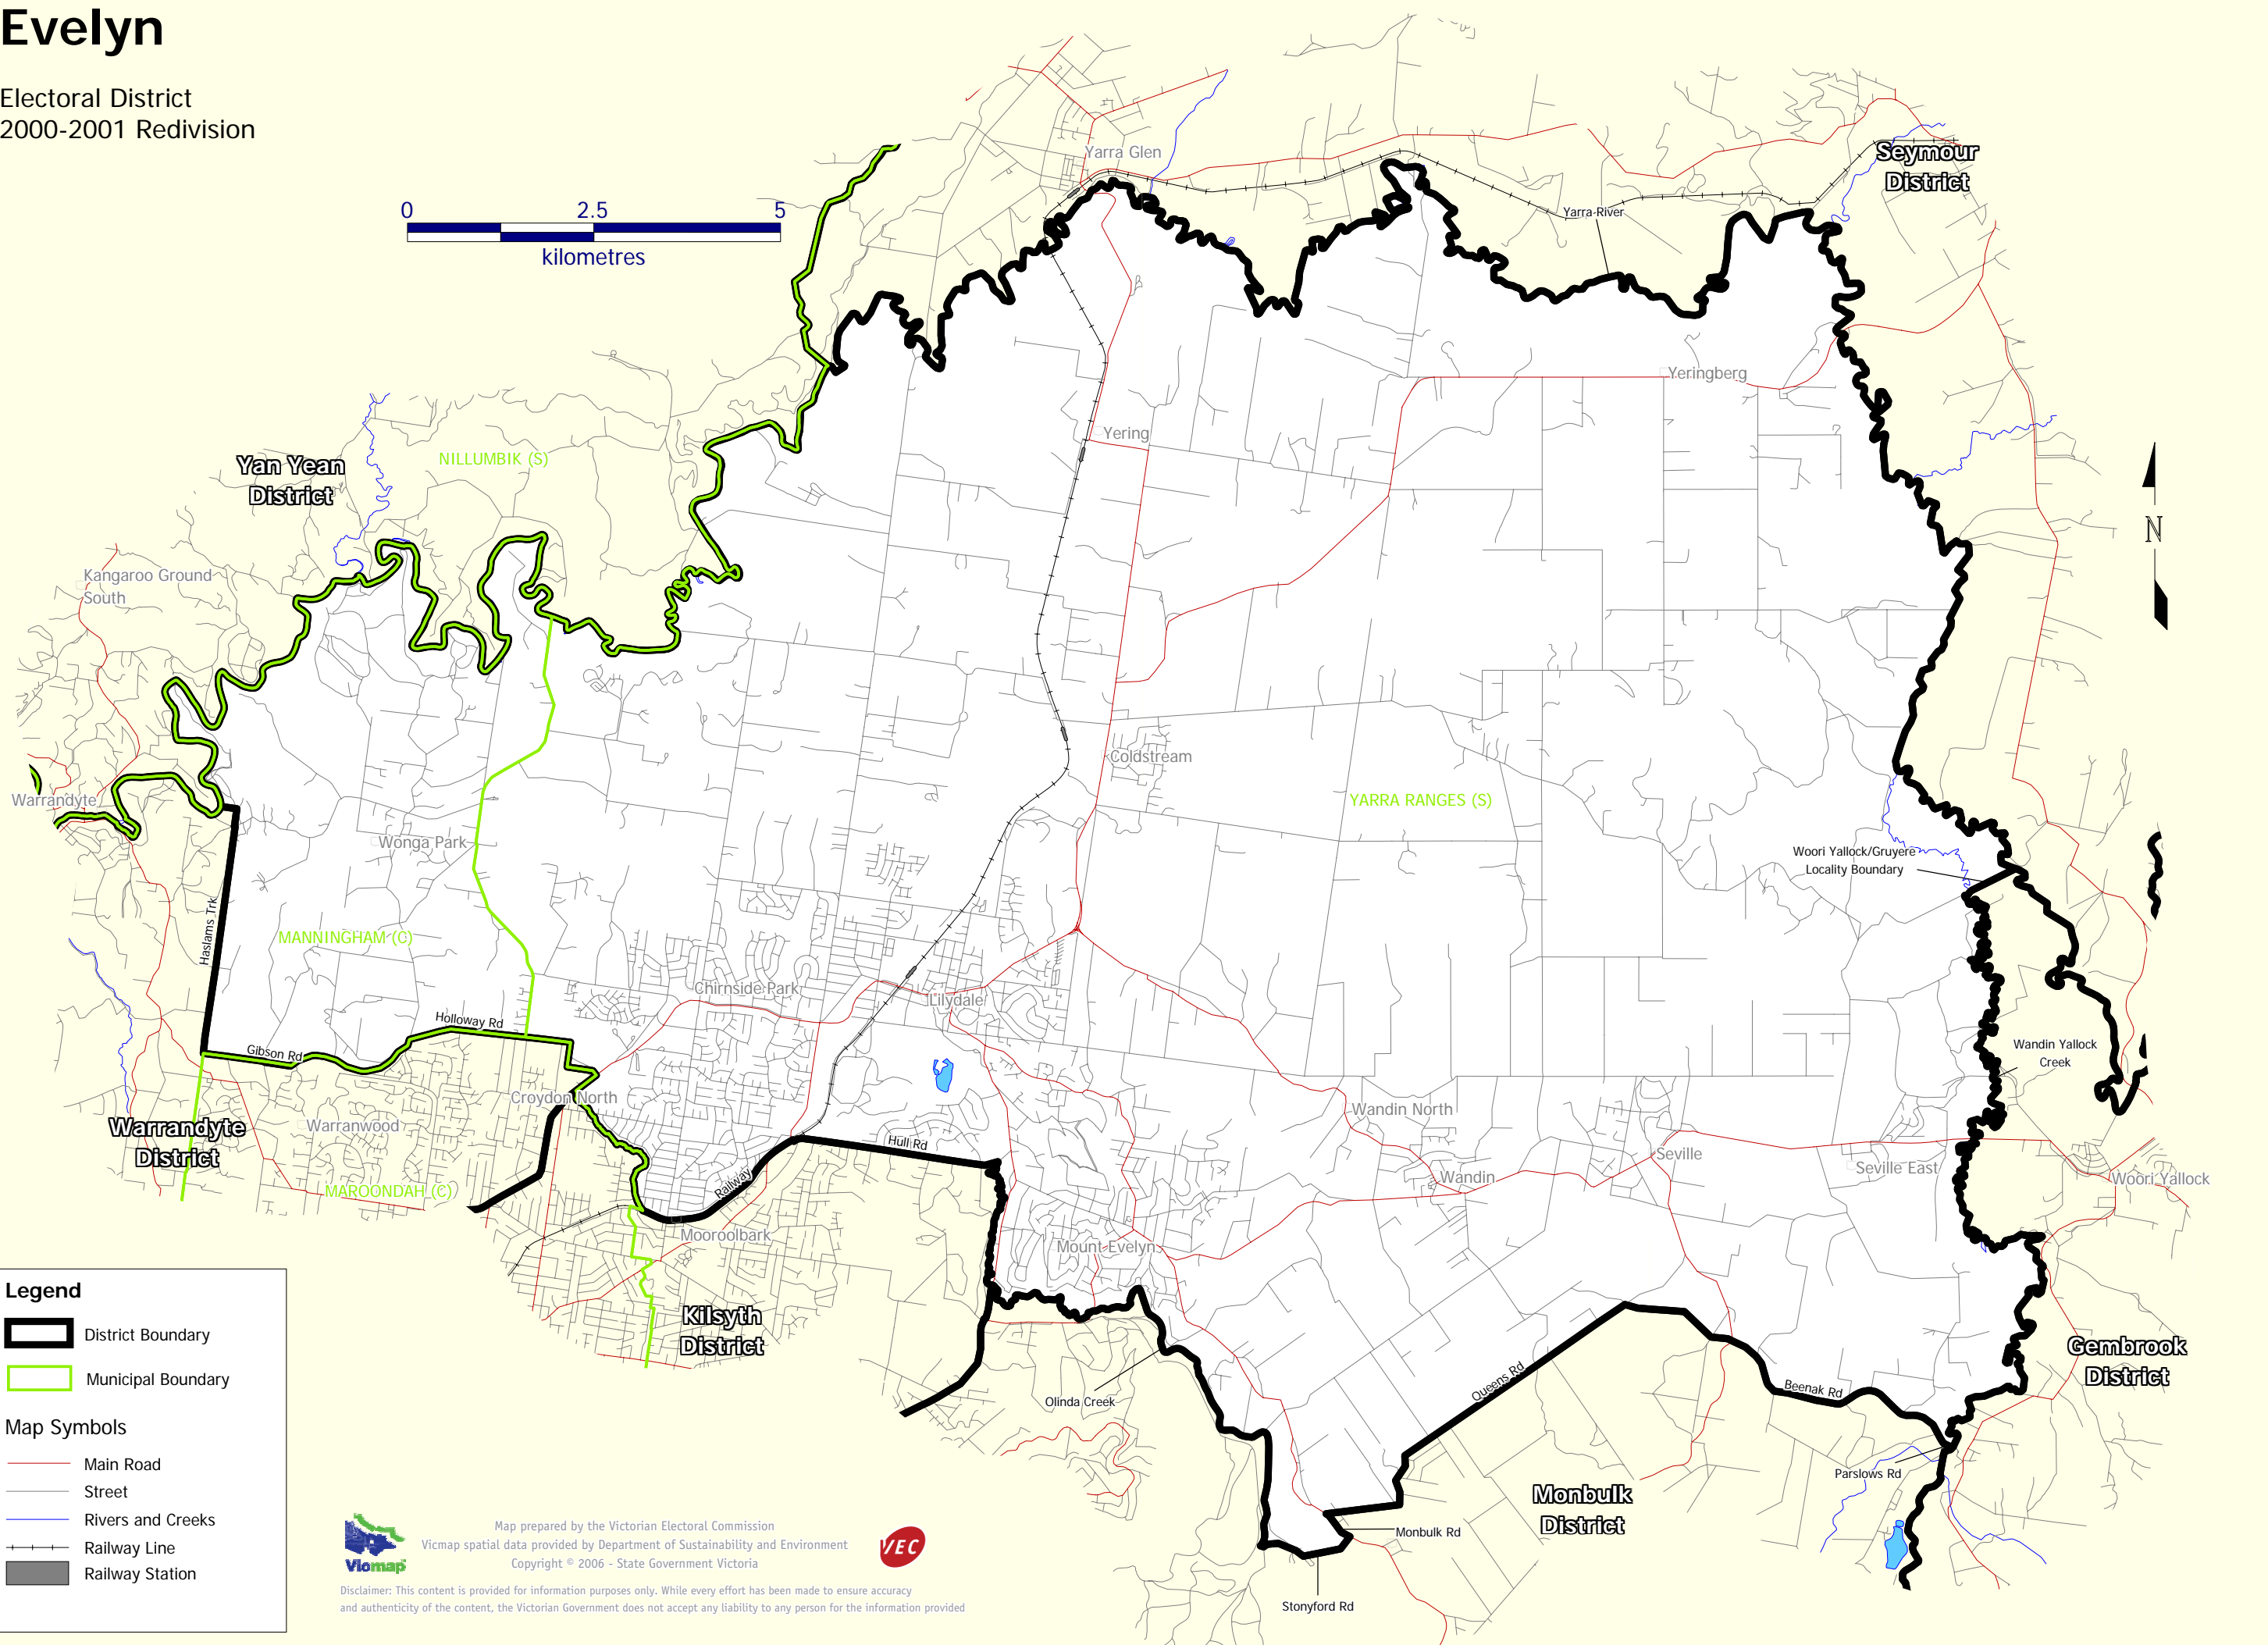 Evelyn
Electoral District
2000-2001 Redivision
0 2.5 5
kilometres
Yarra Glen
Seymour
District
Yarra River
Yeringberg
Yering
Yan Yean
District
NILLUMBIK (S)
N
Kangaroo Ground
South
Coldstream
YARRA RANGES (S)
Warrandyte
Wonga Park
Woori Yallock/Gruyere
Locality Boundary
Haslams Trk
MANNINGHAM (C)
Chirnside Park
Lilydale
Holloway Rd
Gibson Rd
Wandin Yallock
Creek
Croydon North
Wandin North
Warrandyte
District
Warranwood
Hull Rd
Seville
Seville East
Railway
Wandin
Woori Yallock
MAROONDAH (C)
Mooroolbark
Mount Evelyn
Kilsyth
District
Gembrook
District
Olinda Creek
Queens Rd
Beenak Rd
Parslows Rd
Monbulk
District
Monbulk Rd
Stonyford Rd
Legend
District Boundary
Municipal Boundary
Map Symbols
Main Road
Street
Rivers and Creeks
Railway Line
Railway Station
Vicmap
Map prepared by the Victorian Electoral Commission
Vicmap spatial data provided by Department of Sustainability and Environment
Copyright © 2006 - State Government Victoria
VEC
Disclaimer: This content is provided for information purposes only. While every effort has been made to ensure accuracy
and authenticity of the content, the Victorian Government does not accept any liability to any person for the information provided